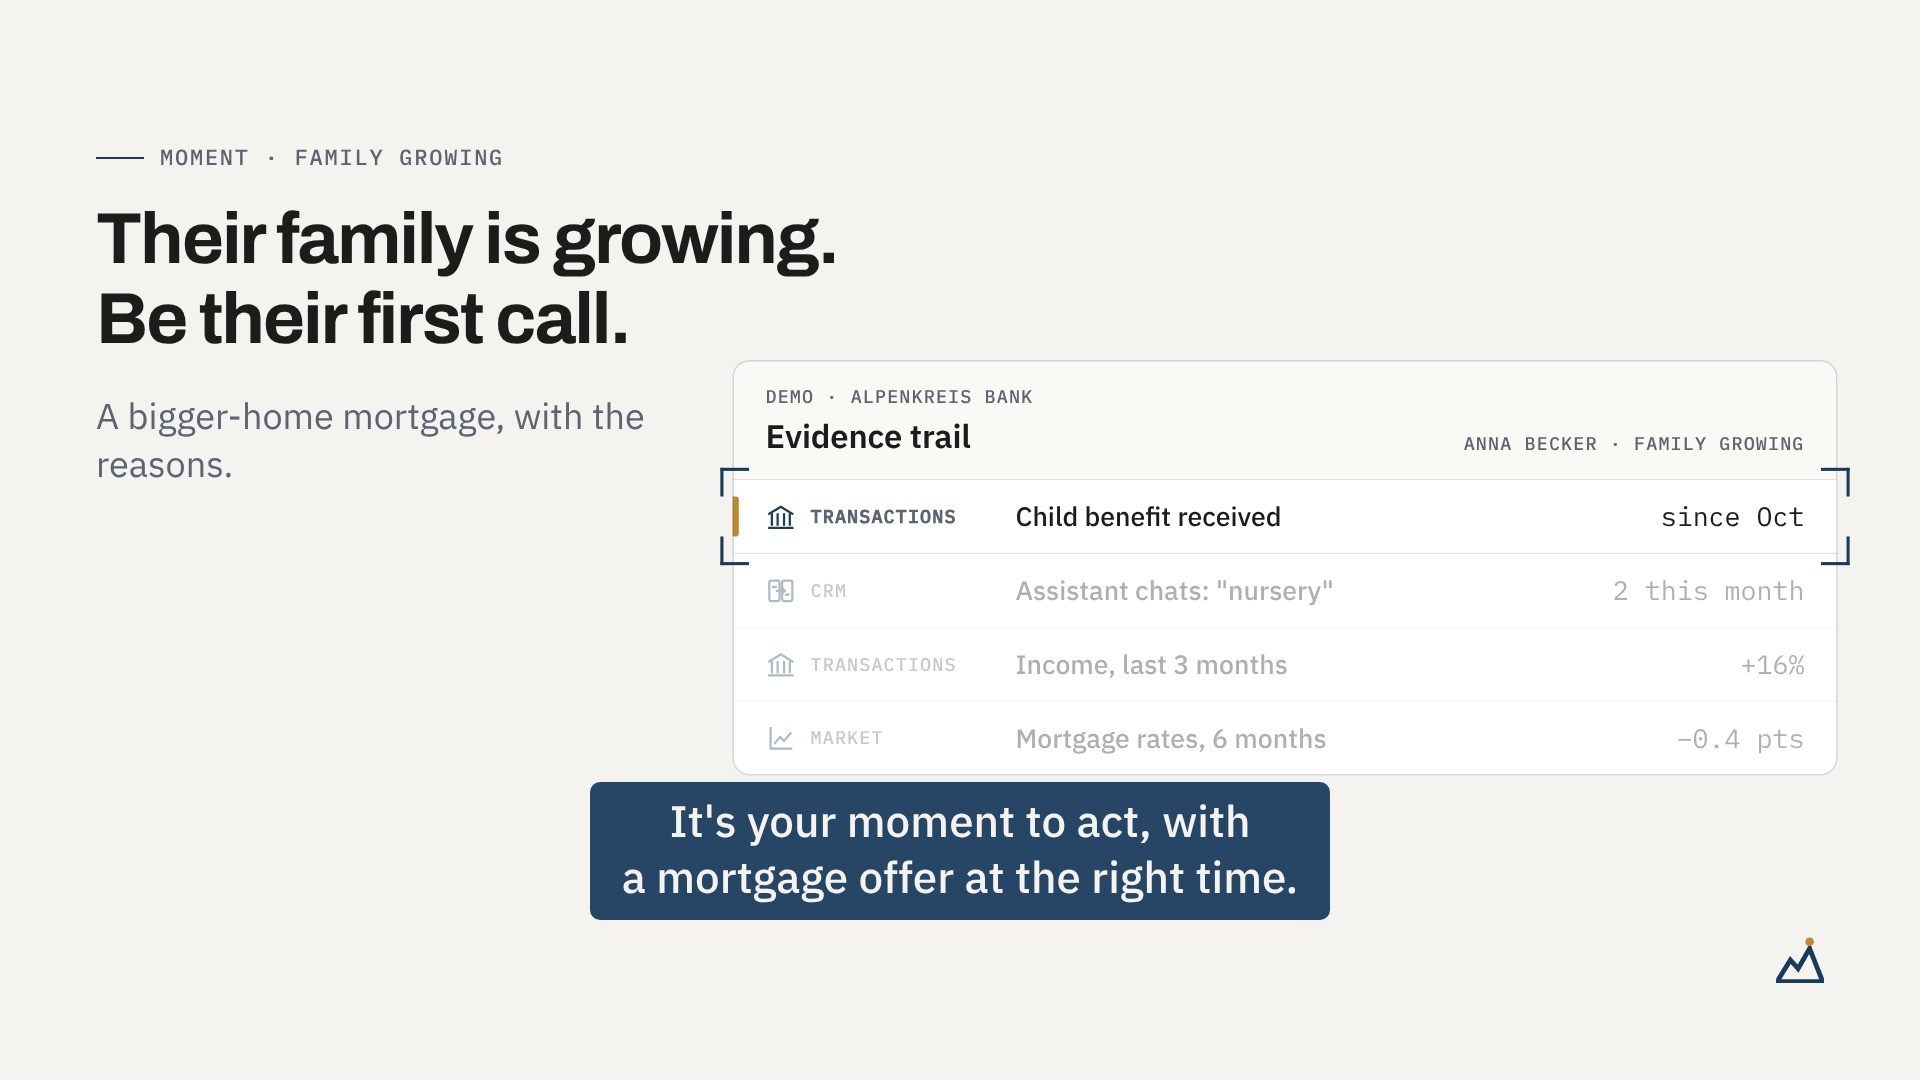 MOMENT · FAMILY GROWING
Their family is growing.
Be their first call.
A bigger-home mortgage, with the
reasons.
DEMO · ALPENKREIS BANK
Evidence trail
ANNA BECKER · FAMILY GROWING
TRANSACTIONS Child benefit received since Oct
CRM Assistant chats: "nursery" 2 this month
TRANSACTIONS Income, last 3 months +16%
MARKET Mortgage rates, 6 months −0.4 pts
It's your moment to act, with
a mortgage offer at the right time.